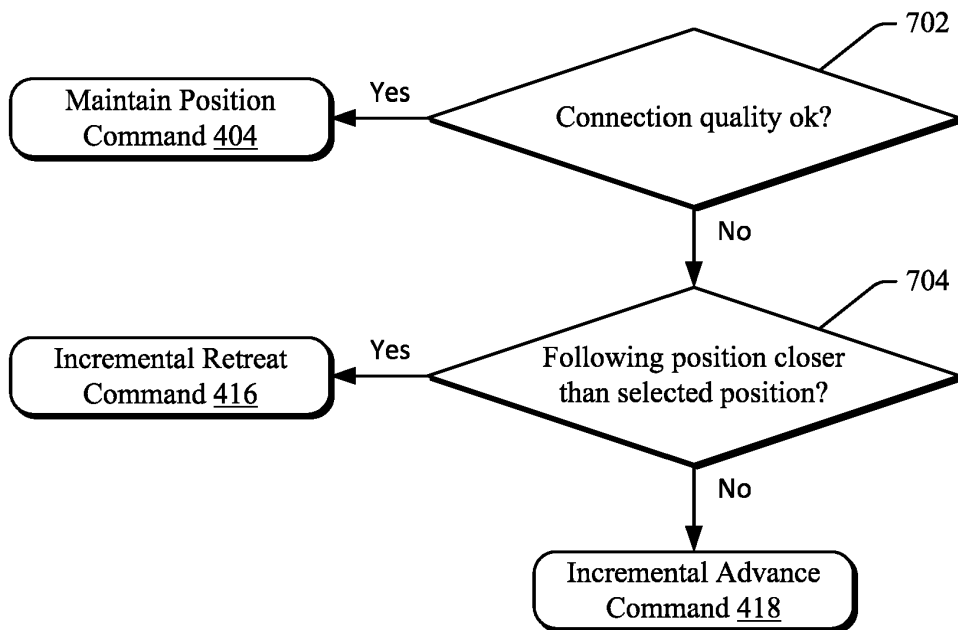 702
Connection quality ok?
Yes
Maintain Position
Command 404
No
704
Following position closer
than selected position?
Yes
Incremental Retreat
Command 416
No
Incremental Advance
Command 418